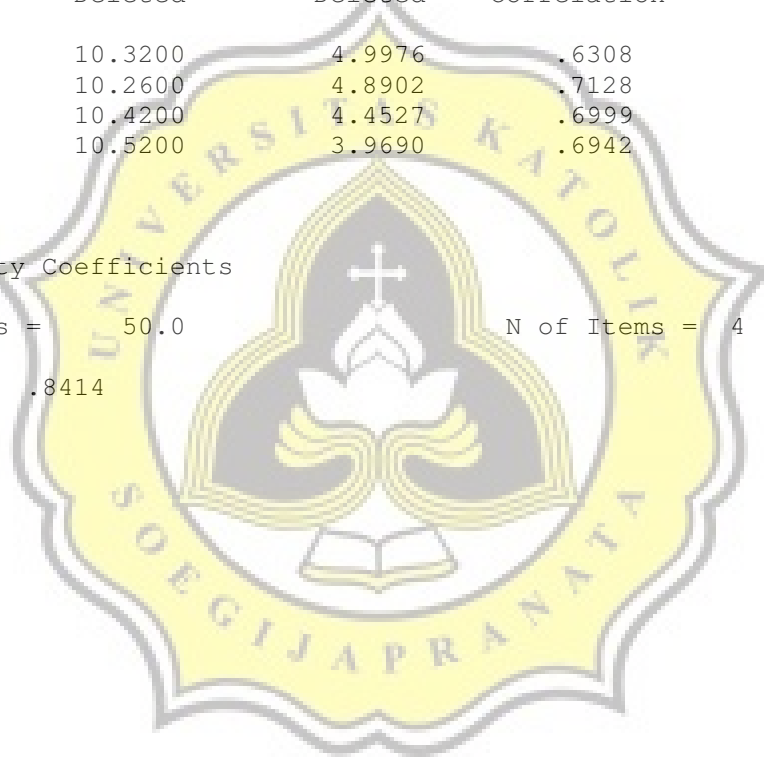 Deleted Deleted Correlation
10.3200 4.9976 .6308
10.2600 4.8902 .7128
10.4200 4.4527 .6999
10.5200 3.9690 .6942
ty Coefficients
s = 50.0 N of Items = 4
.8414
UNIVERSITAS KATOLIK
SOEGIJAPRANATA